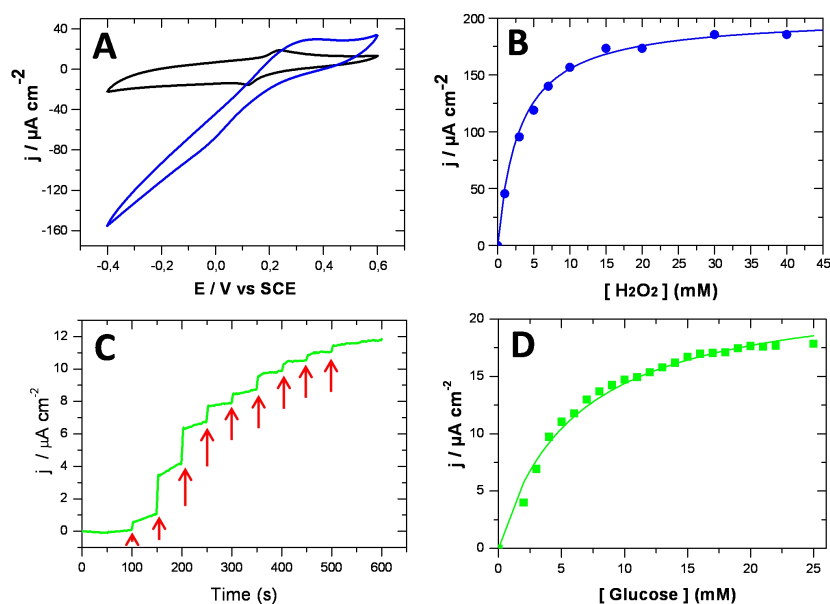 A
j / µA cm-2
40
0
-40
-80
-120
-160
-0,4 -0,2 0,0 0,2 0,4 0,6
E / V vs SCE
B
j / µA cm-2
200
150
100
50
0
0 5 10 15 20 25 30 35 40 45
[ H2O2 ] (mM)
C
j / µA cm-2
12
10
8
6
4
2
0
0 100 200 300 400 500 600
Time (s)
D
j / µA cm-2
20
15
10
5
0
0 5 10 15 20 25
[ Glucose ] (mM)